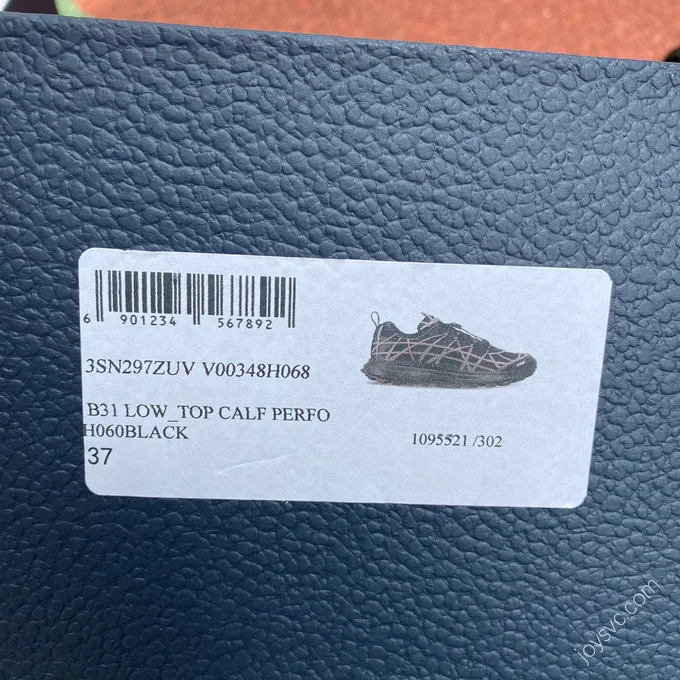 6 901234 567892
3SN297ZUV V00348H068
B31 LOW_TOP CALF PERFO
H060BLACK
37
1095521 /302
joysvc.com